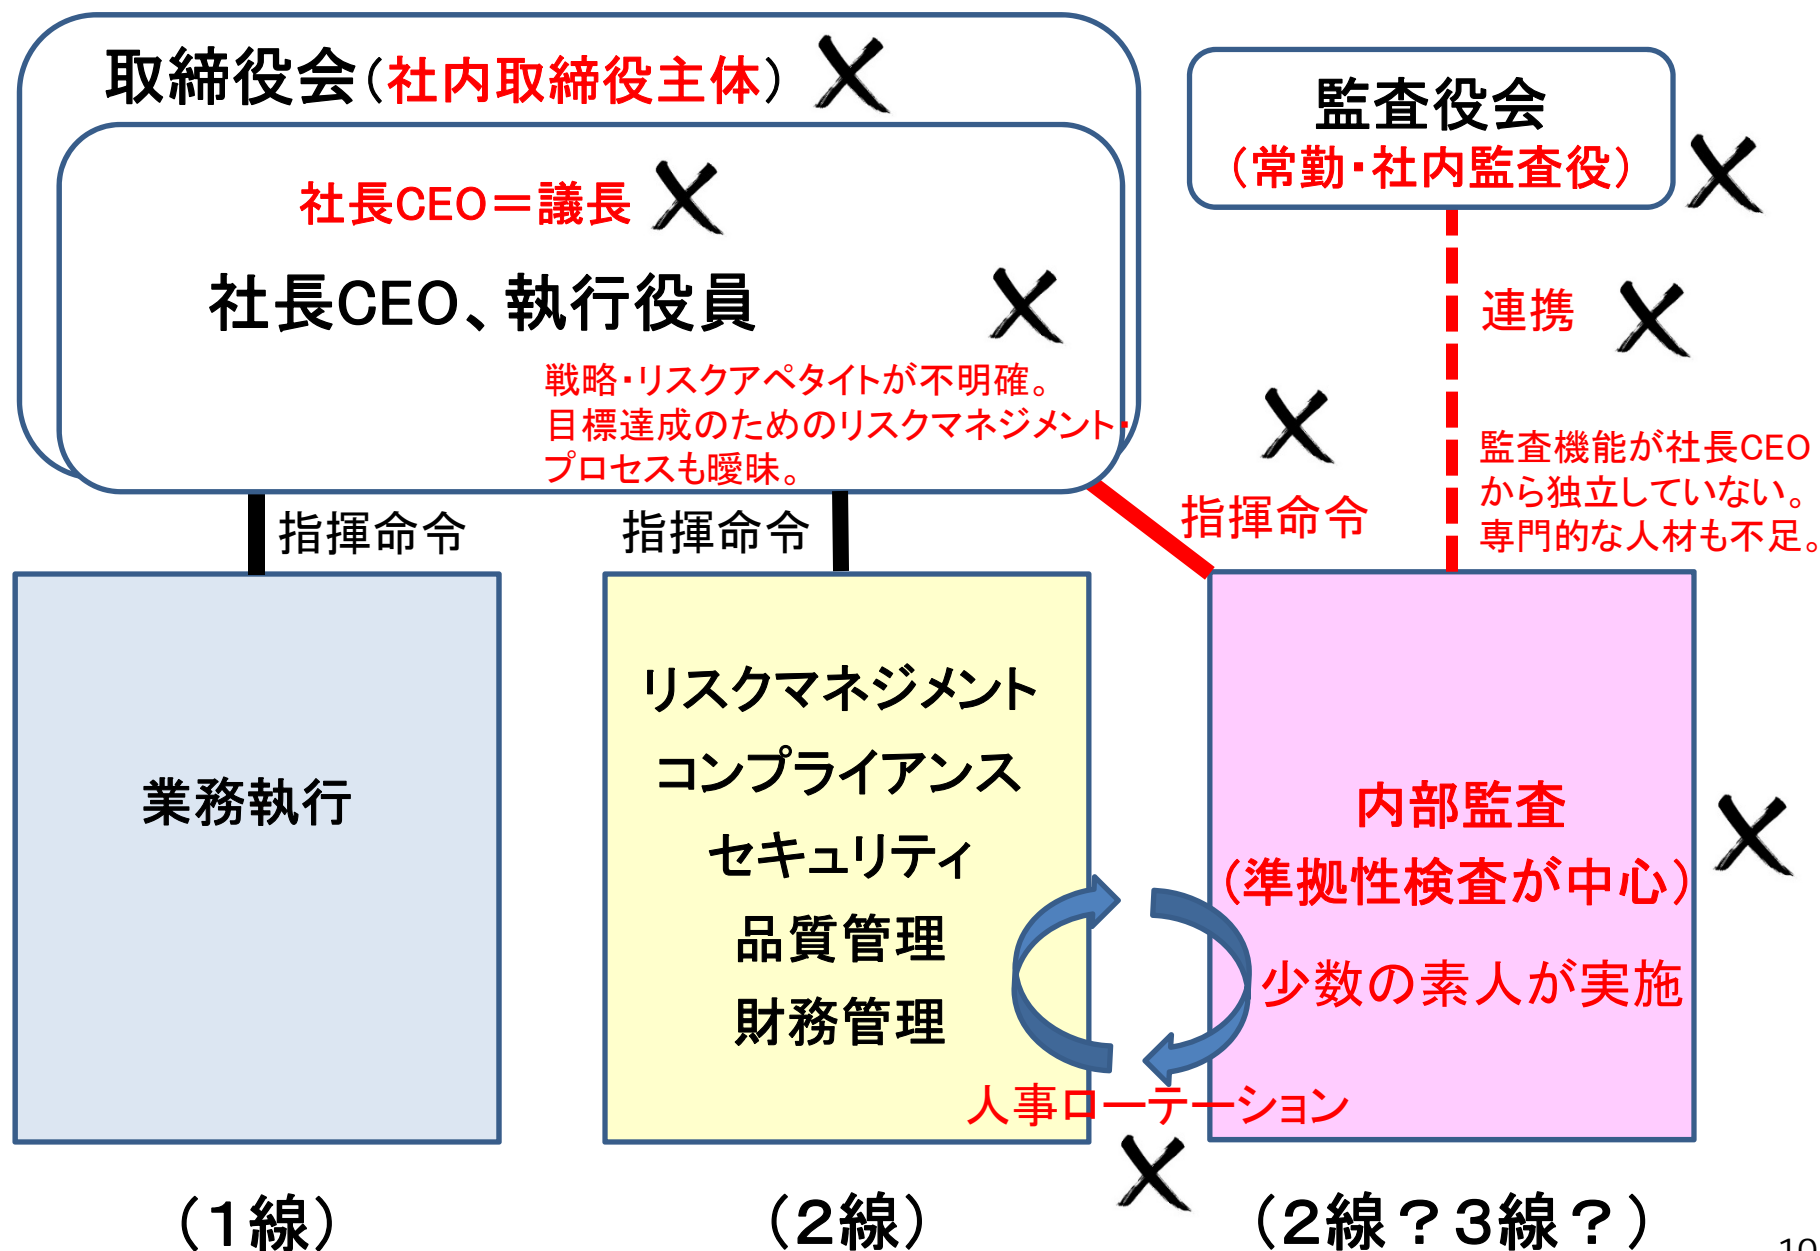 取締役会(社内取締役主体)
社長CEO=議長
社長CEO、執行役員
戦略・リスクアペタイトが不明確。
目標達成のためのリスクマネジメント・
プロセスも曖昧。
監査役会
(常勤・社内監査役)
連携
監査機能が社長CEO
から独立していない。
専門的な人材も不足。
指揮命令
指揮命令
指揮命令
業務執行
リスクマネジメント
コンプライアンス
セキュリティ
品質管理
財務管理
内部監査
(準拠性検査が中心)
少数の素人が実施
人事ローテーション
(1線)
(2線)
(2線?3線?)
10